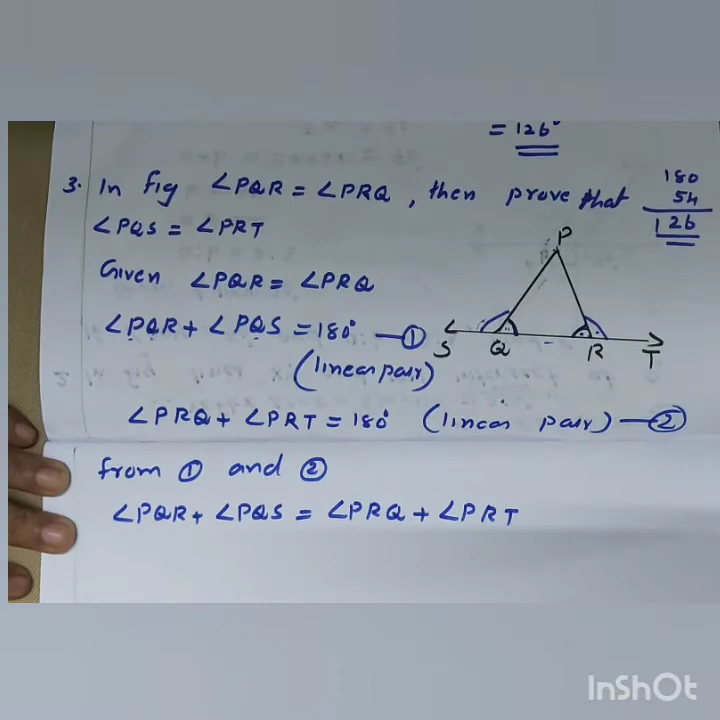 = 126°
180
54
126
3. In fig ∠PQR = ∠PRQ, then prove that
∠PQS = ∠PRT
P
S Q R T
Given ∠PQR = ∠PRQ
∠PQR + ∠PQS = 180° —①
(linear pair)
∠PRQ + ∠PRT = 180° (linear pair) —②
from ① and ②
∠PQR + ∠PQS = ∠PRQ + ∠PRT
InShOt